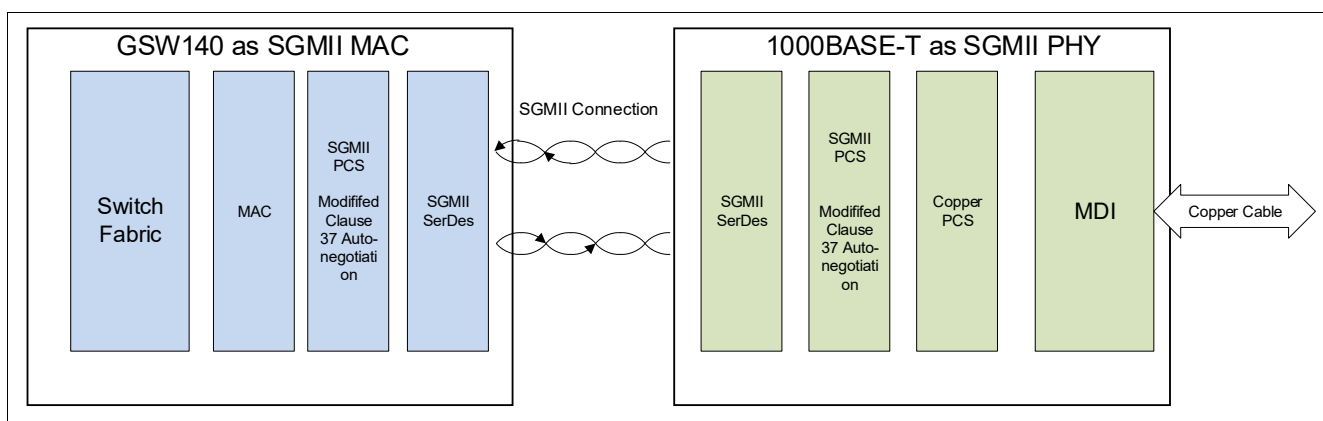 GSW140 as SGMII MAC
Switch
Fabric
MAC
SGMII
PCS
Modififed
Clause
37 Auto-
negotiati
on
SGMII
SerDes
SGMII Connection
1000BASE-T as SGMII PHY
SGMII
SerDes
SGMII
PCS
Modififed
Clause
37 Auto-
negotiati
on
Copper
PCS
MDI
Copper Cable